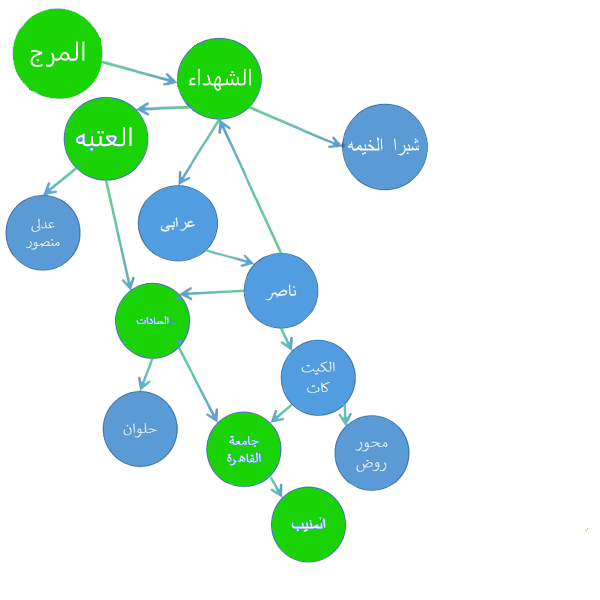 المرج
الشهداء
العتبه
شبرا الخيمه
عدلى
منصور
عرابى
ناصر
السادات
الكيت
كات
حلوان
جامعة
القاهرة
محور
روض
المنيب